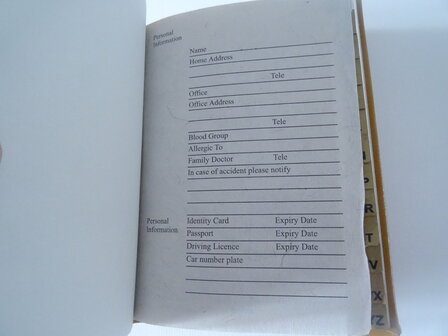 Personal
Information
Name
Home Address
Tele
Office
Office Address
Tele
Blood Group
Allergic To
Family Doctor Tele
In case of accident please notify
Personal
Information
Identity Card Expiry Date
Passport Expiry Date
Driving Licence Expiry Date
Car number plate
R
T
YZ